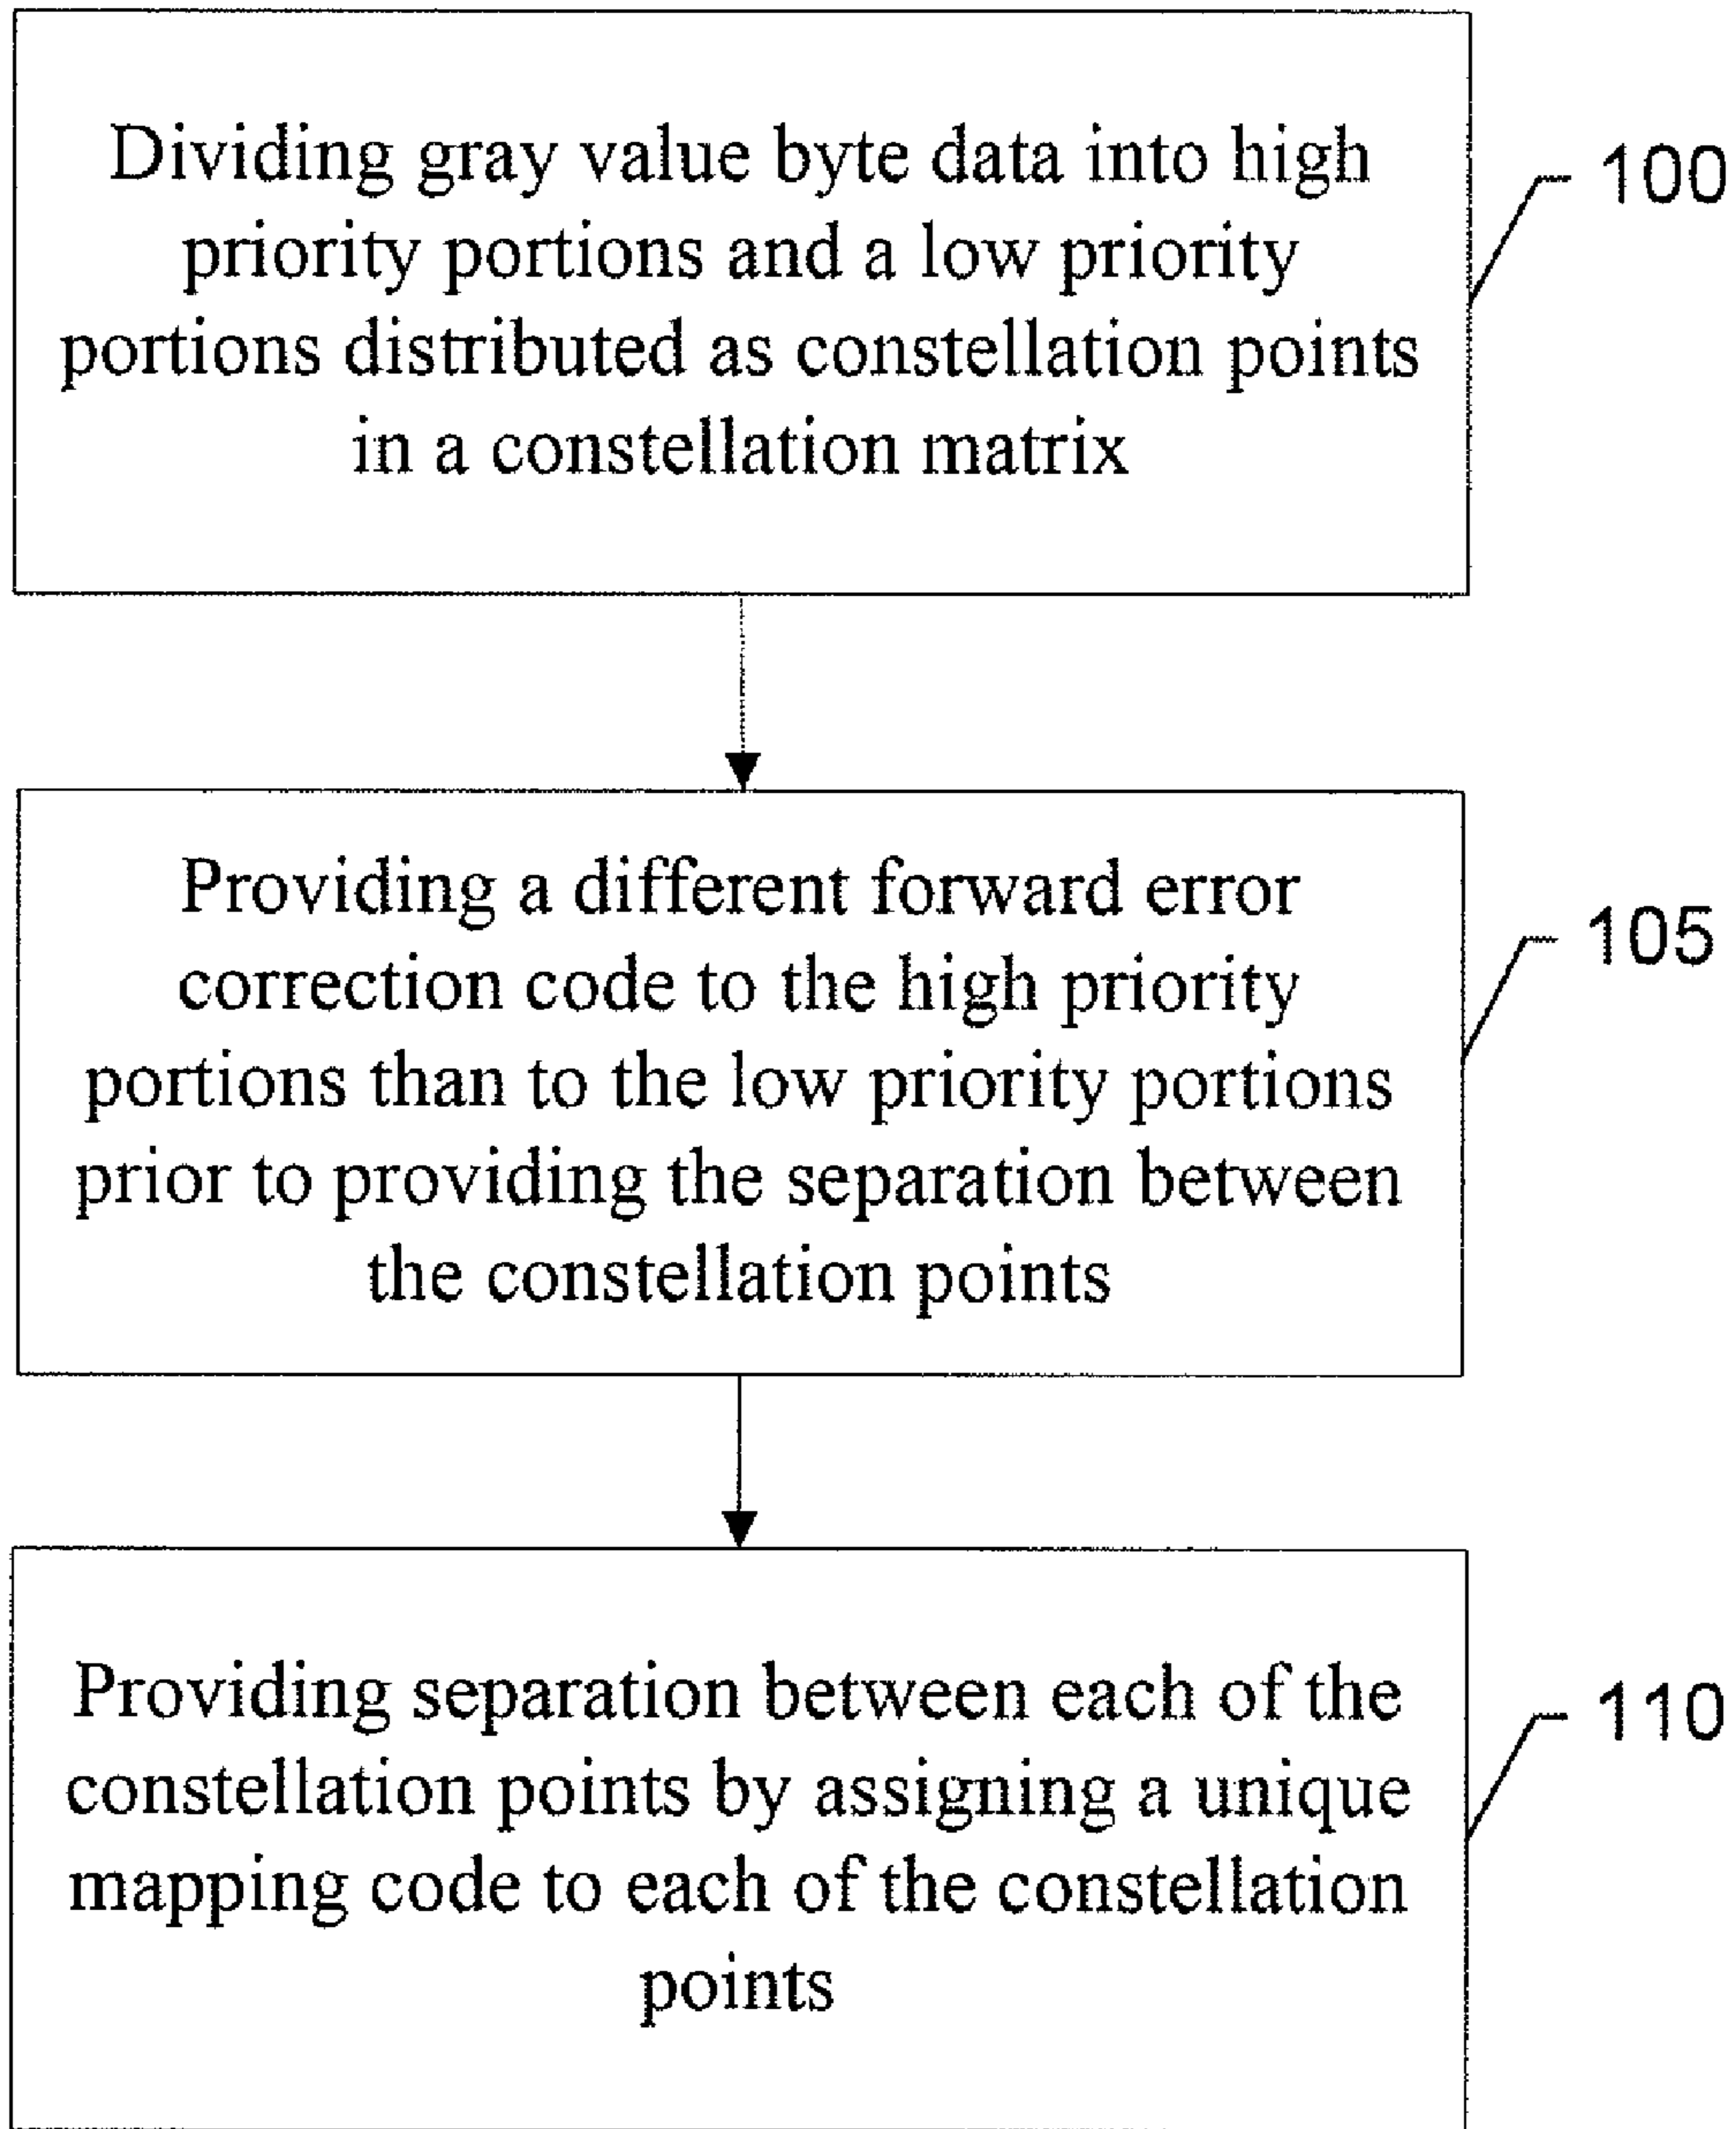 Dividing gray value byte data into high
priority portions and a low priority
portions distributed as constellation points
in a constellation matrix
100
Providing a different forward error
correction code to the high priority
portions than to the low priority portions
prior to providing the separation between
the constellation points
105
Providing separation between each of the
constellation points by assigning a unique
mapping code to each of the constellation
points
110